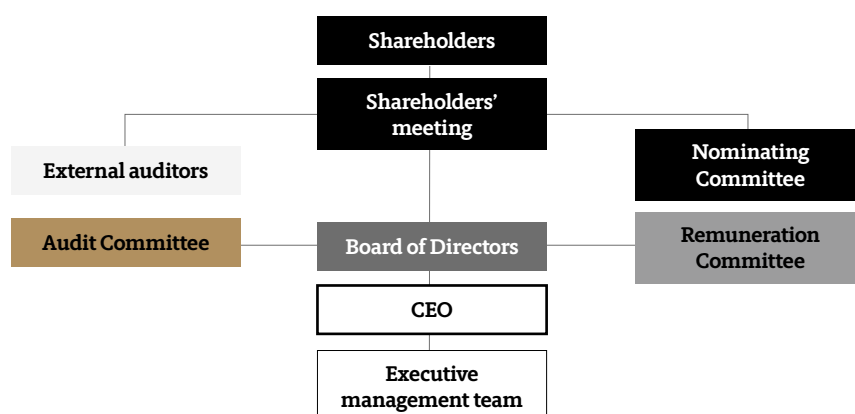 Shareholders
Shareholders’
meeting
External auditors
Nominating
Committee
Audit Committee
Board of Directors
Remuneration
Committee
CEO
Executive
management team